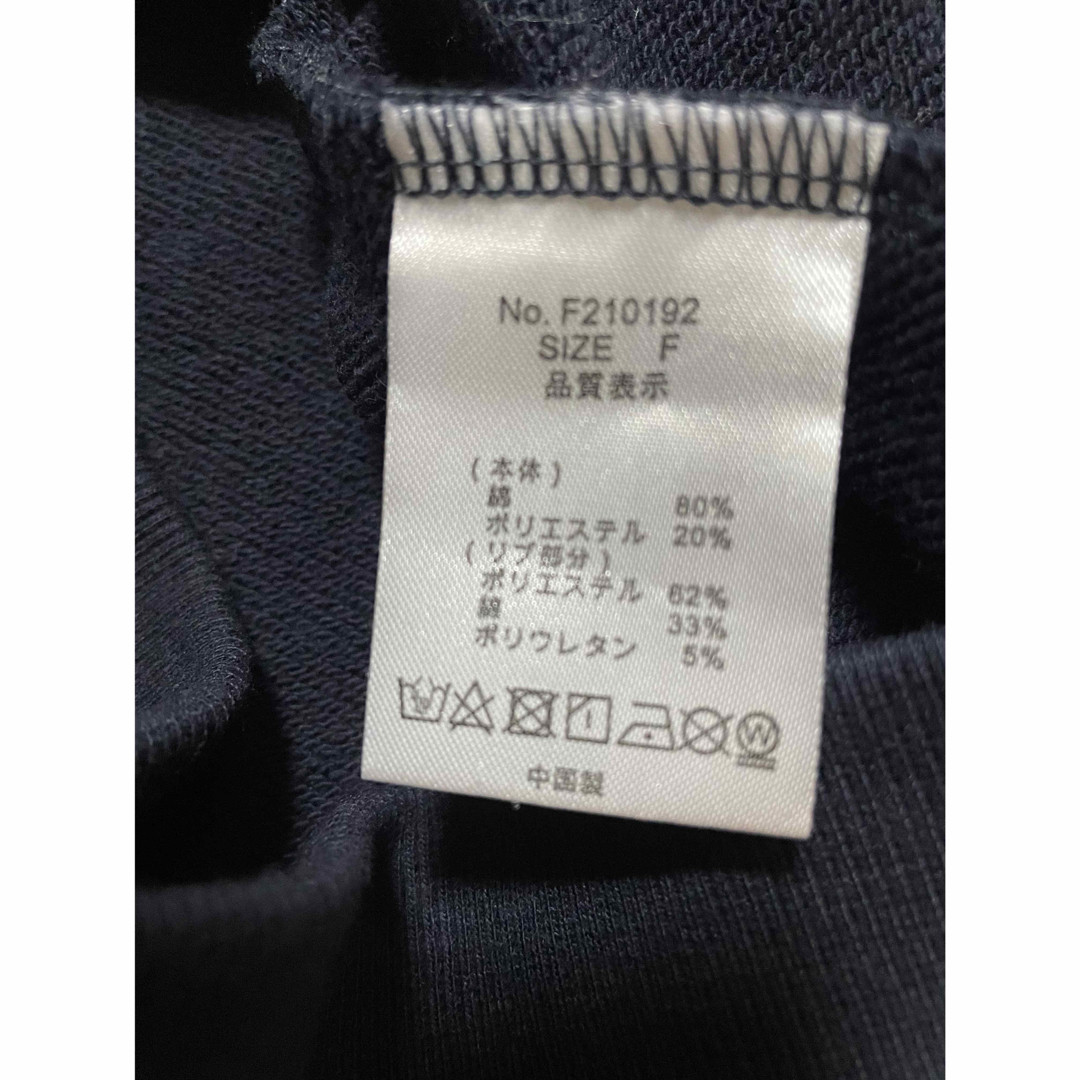 No. F210192
SIZE F
品質表示
(本体)
綿 80%
ポリエステル 20%
(リブ部分)
ポリエステル 62%
綿 33%
ポリウレタン 5%
W
中国製